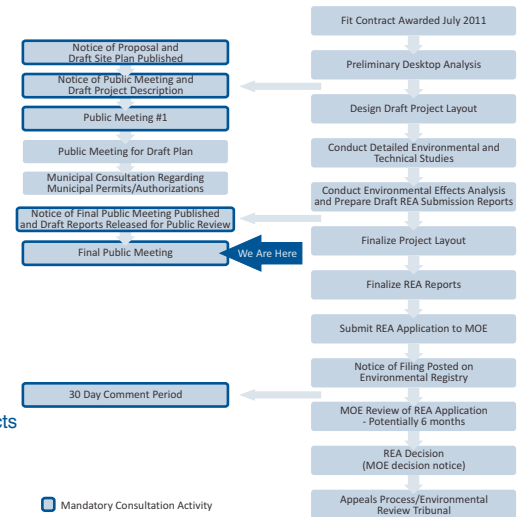 Notice of Proposal and
Draft Site Plan Published
Notice of Public Meeting and
Draft Project Description
Public Meeting #1
Public Meeting for Draft Plan
Municipal Consultation Regarding
Municipal Permits/Authorizations
Notice of Final Public Meeting Published
and Draft Reports Released for Public Review
Final Public Meeting
We Are Here
30 Day Comment Period
cts
Mandatory Consultation Activity
Fit Contract Awarded July 2011
Preliminary Desktop Analysis
Design Draft Project Layout
Conduct Detailed Environmental and
Technical Studies
Conduct Environmental Effects Analysis
and Prepare Draft REA Submission Reports
Finalize Project Layout
Finalize REA Reports
Submit REA Application to MOE
Notice of Filing Posted on
Environmental Registry
MOE Review of REA Application
- Potentially 6 months
REA Decision
(MOE decision notice)
Appeals Process/Environmental
Review Tribunal